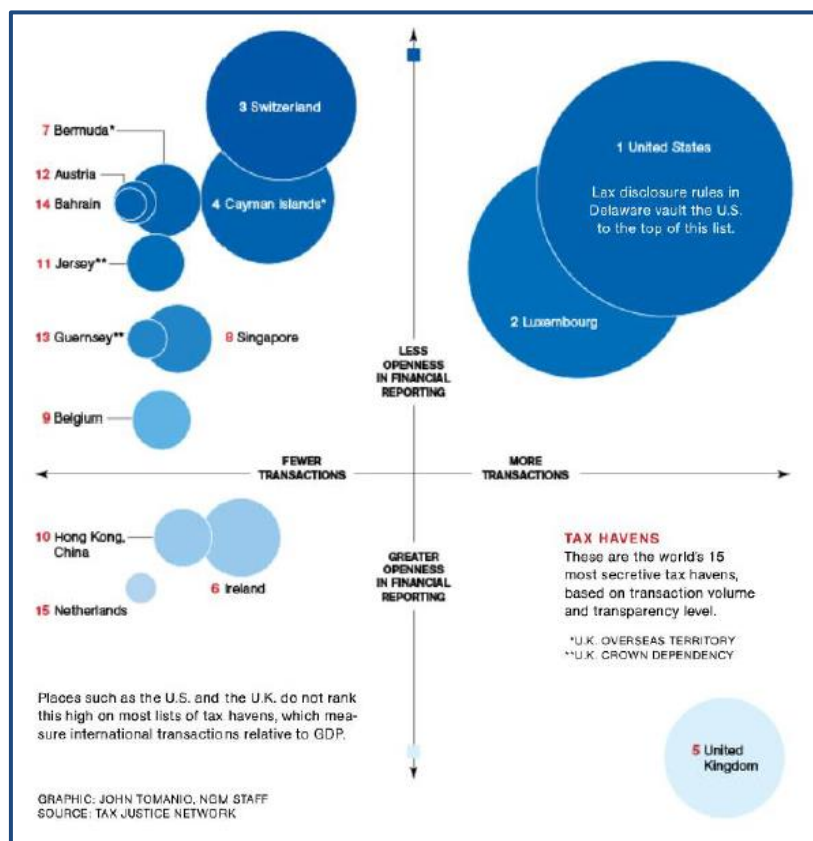 3 Switzerland
7 Bermuda*
1 United States
12 Austria
Lax disclosure rules in
Delaware vault the U.S.
to the top of this list.
14 Bahrain
4 Cayman Islands*
11 Jersey**
2 Luxembourg
13 Guernsey**
8 Singapore
LESS
OPENNESS
IN FINANCIAL
REPORTING
9 Belgium
FEWER
TRANSACTIONS
MORE
TRANSACTIONS
10 Hong Kong,
China
6 Ireland
15 Netherlands
GREATER
OPENNESS
IN FINANCIAL
REPORTING
TAX HAVENS
These are the world's 15
most secretive tax havens,
based on transaction volume
and transparency level.
*U.K. OVERSEAS TERRITORY
**U.K. CROWN DEPENDENCY
Places such as the U.S. and the U.K. do not rank
this high on most lists of tax havens, which mea-
sure international transactions relative to GDP.
5 United
Kingdom
GRAPHIC: JOHN TOMANIO, NGM STAFF
SOURCE: TAX JUSTICE NETWORK